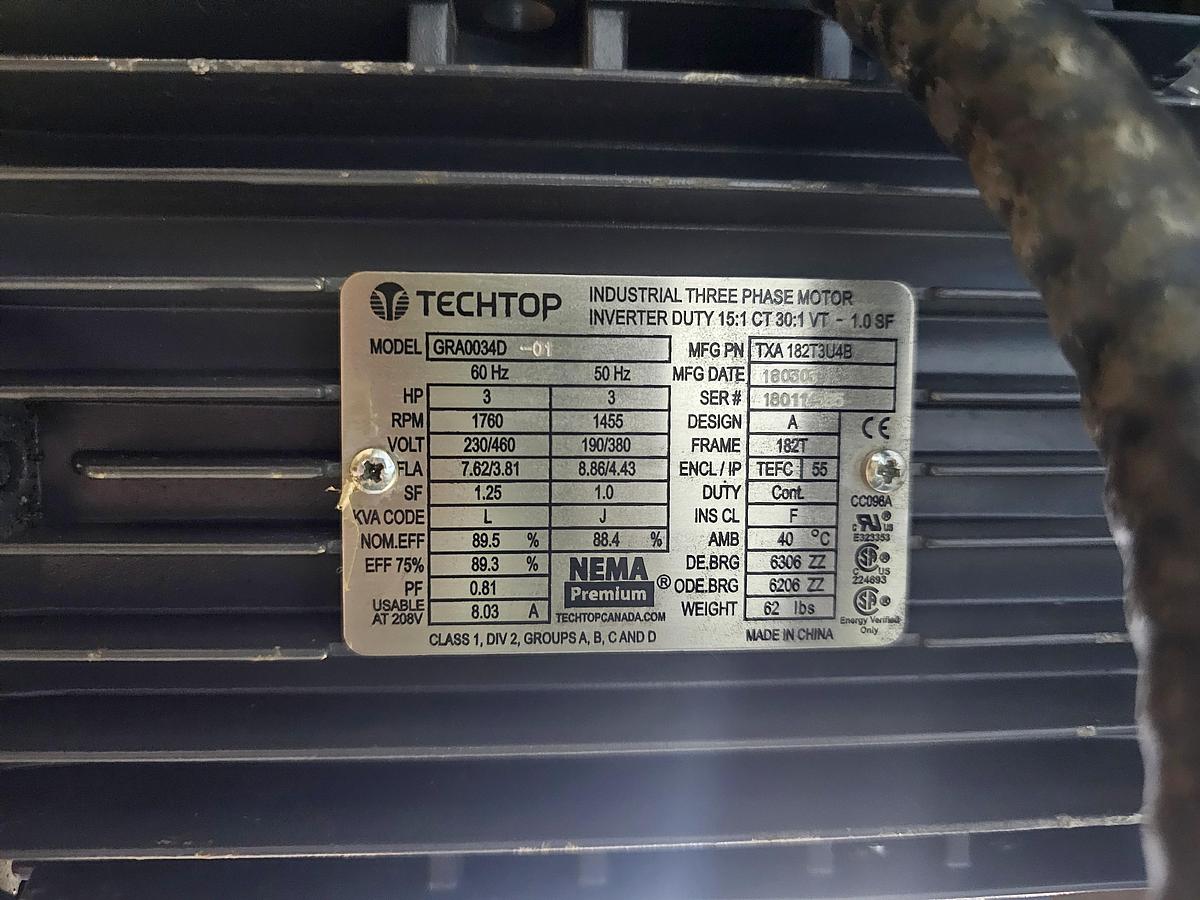 TECHTOP
INDUSTRIAL THREE PHASE MOTOR
INVERTER DUTY 15:1 CT 30:1 VT - 1.0 SF
MODEL GRA0034D -01 MFG PN TXA 182T3U4B
60 Hz 50 Hz MFG DATE
HP 3 3 SER #
RPM 1760 1455 DESIGN A
VOLT 230/460 190/380 FRAME 182T CE
FLA 7.62/3.81 8.86/4.43 ENCL / IP TEFC 55
SF 1.25 1.0 DUTY Cont. CC096A
KVA CODE L J INS CL F c RU us ®
NOM.EFF 89.5 % 88.4 % AMB 40 °C E323353
EFF 75% 89.3 % NEMA DE.BRG 6306 ZZ C SA ® US
PF 0.81 Premium ® ODE.BRG 6206 ZZ 224693
USABLE AT 208V 8.03 A TECHTOPCANADA.COM WEIGHT 62 lbs SA ®
Energy Verified Only
CLASS 1, DIV 2, GROUPS A, B, C AND D MADE IN CHINA